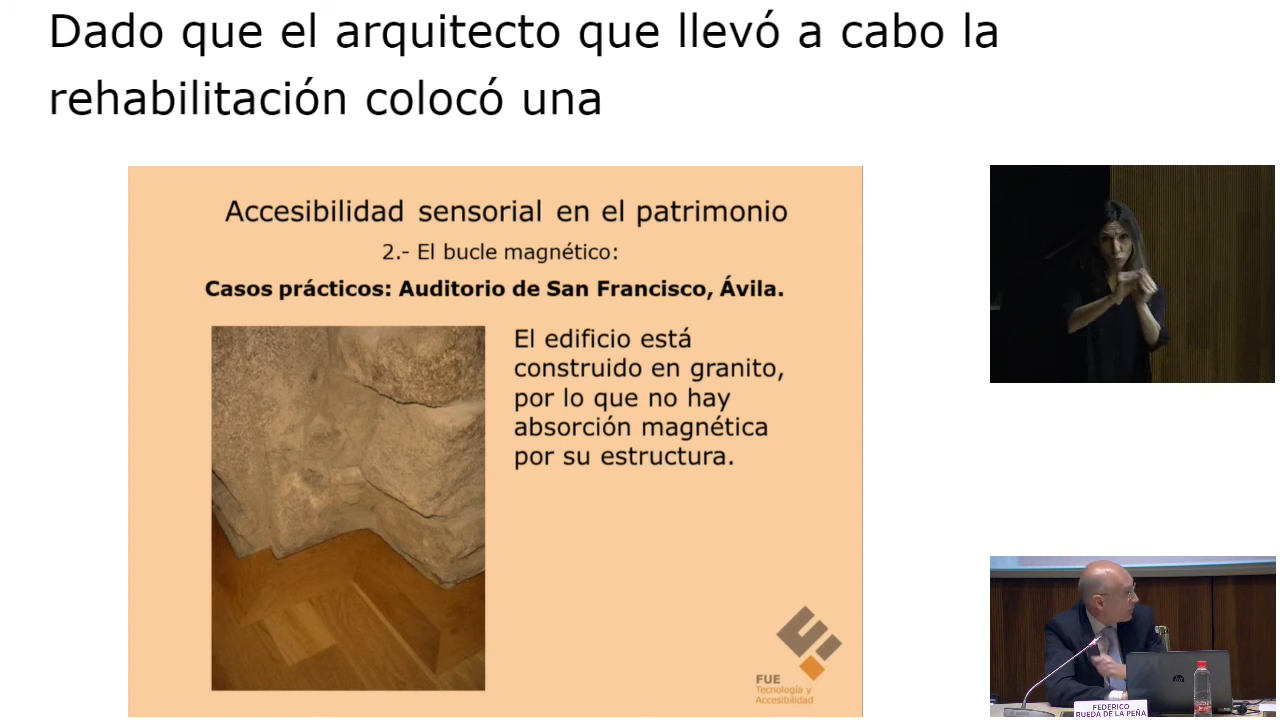 Dado que el arquitecto que llevó a cabo la
rehabilitación colocó una
Accesibilidad sensorial en el patrimonio
2.- El bucle magnético:
Casos prácticos: Auditorio de San Francisco, Ávila.
El edificio está
construido en granito,
por lo que no hay
absorción magnética
por su estructura.
FUE
Tecnología y
Accesibilidad
FEDERICO
RUEDA DE LA PEÑA